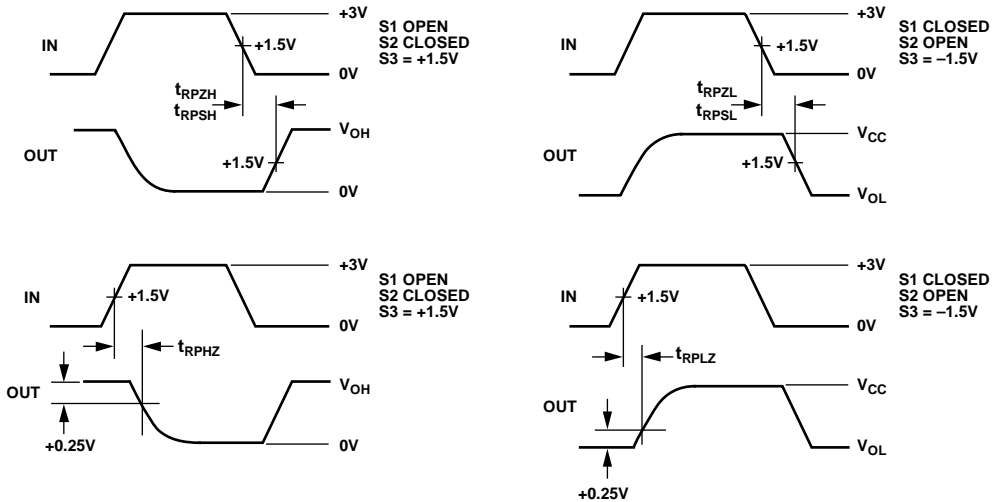 +3V
IN
+1.5V
0V
S1 OPEN
S2 CLOSED
S3 = +1.5V
tRPZH
tRPSH
OUT
VOH
+1.5V
0V
+3V
IN
+1.5V
0V
S1 CLOSED
S2 OPEN
S3 = –1.5V
tRPZL
tRPSL
OUT
VCC
+1.5V
VOL
+3V
IN
+1.5V
0V
S1 OPEN
S2 CLOSED
S3 = +1.5V
tRPHZ
OUT
VOH
0V
+0.25V
+3V
IN
+1.5V
0V
S1 CLOSED
S2 OPEN
S3 = –1.5V
tRPLZ
OUT
VCC
VOL
+0.25V